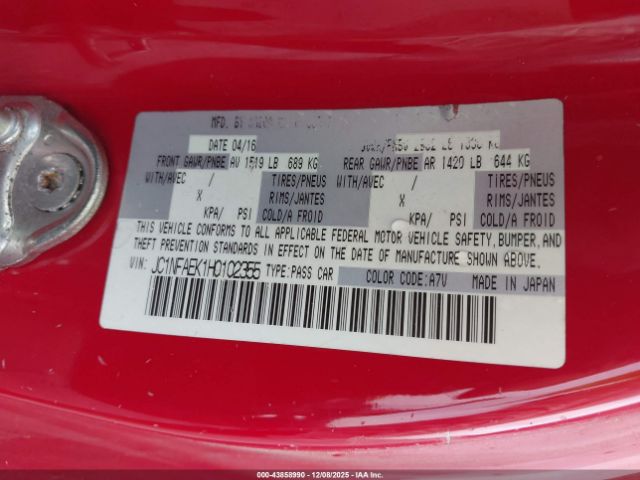 MFD. BY
DATE 04/16
FRONT GAWR/PNBE AV 1519 LB 689 KG REAR GAWR/PNBE AR 1420 LB 644 KG
WITH/AVEC / TIRES/PNEUS WITH/AVEC / TIRES/PNEUS
X RIMS/JANTES X RIMS/JANTES
KPA/ PSI COLD/A FROID KPA/ PSI COLD/A FROID
THIS VEHICLE CONFORMS TO ALL APPLICABLE FEDERAL MOTOR VEHICLE SAFETY, BUMPER, AND
THEFT PREVENTION STANDARDS IN EFFECT ON THE DATE OF MANUFACTURE SHOWN ABOVE.
VIN: JC1NFAEK1H0102355 TYPE:PASS CAR COLOR CODE:A7V MADE IN JAPAN
000-43858990 | 12/08/2025 - IAAI.COM